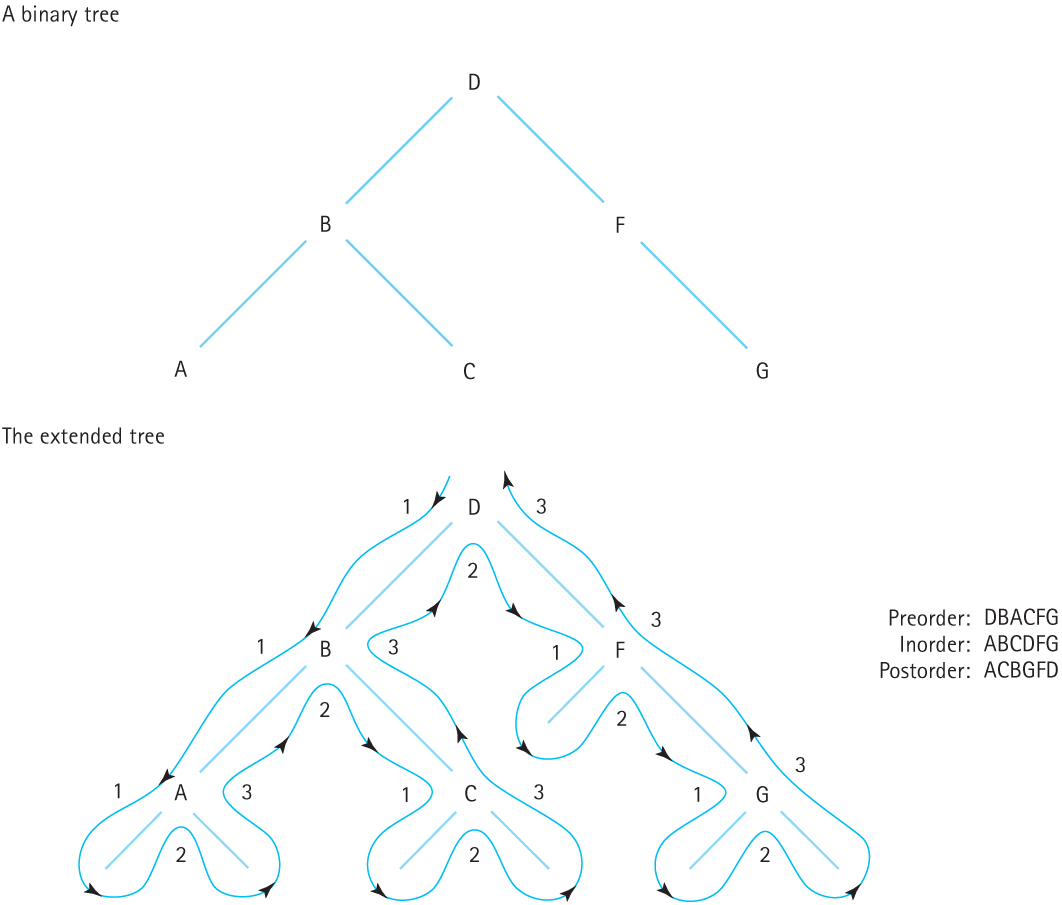 A binary tree
D
B F
A C G
The extended tree
1 D 3
2
1 B 3 1 F 3
2 2
1 A 3 1 C 3 1 G 3
2 2 2
Preorder: DBACFG
Inorder: ABCDFG
Postorder: ACBGFD